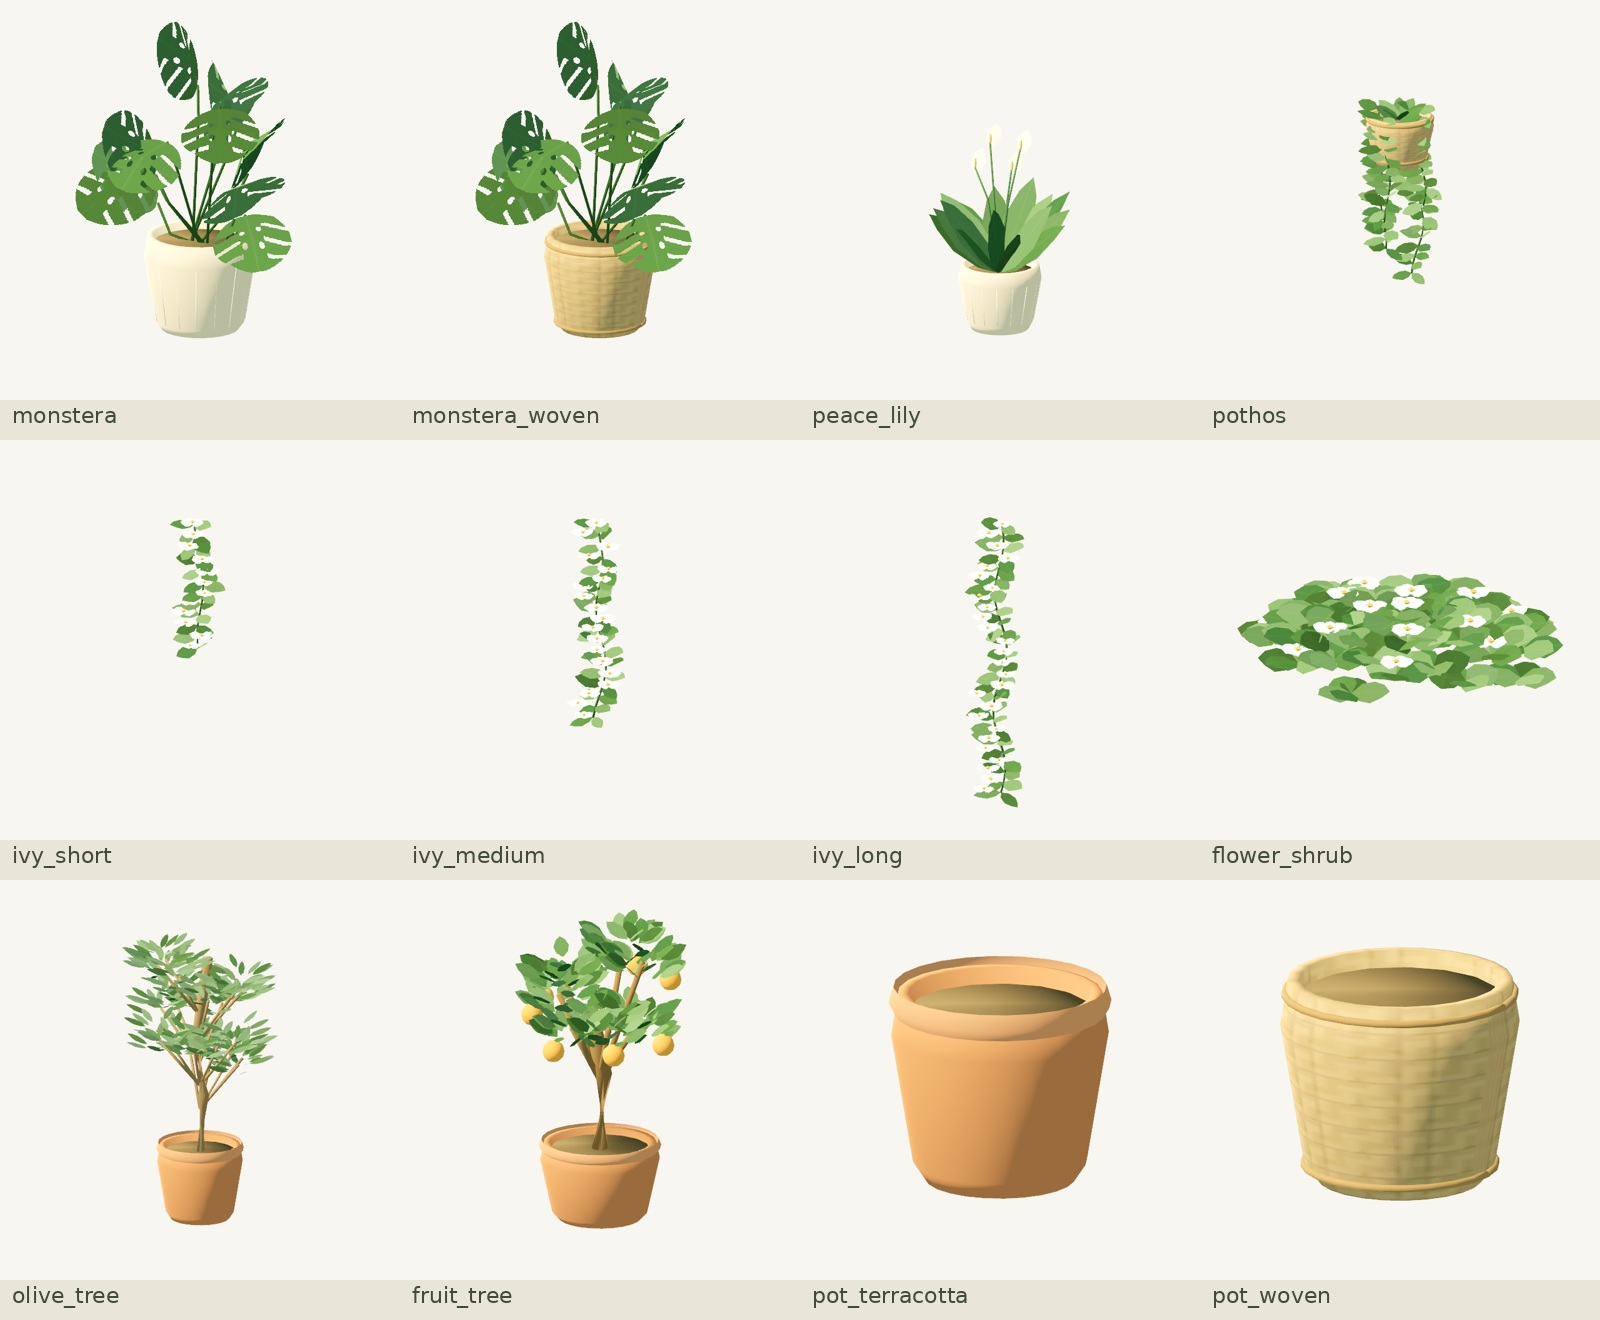 monstera
monstera_woven
peace_lily
pothos
ivy_short
ivy_medium
ivy_long
flower_shrub
olive_tree
fruit_tree
pot_terracotta
pot_woven